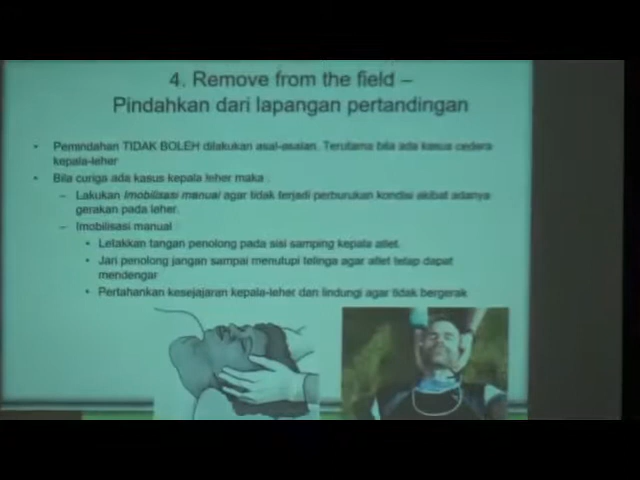 4. Remove from the field –
Pindahkan dari lapangan pertandingan
• Pemindahan TIDAK BOLEH dilakukan asal-asalan. Terutama bila ada kasus cedera
kepala-leher
• Bila curiga ada kasus kepala leher maka :
– Lakukan Imobilisasi manual agar tidak terjadi perburukan kondisi akibat adanya
gerakan pada leher.
– Imobilisasi manual :
• Letakkan tangan penolong pada sisi samping kepala atlet.
• Jari penolong jangan sampai menutupi telinga agar atlet tetap dapat
mendengar
• Pertahankan kesejajaran kepala-leher dan lindungi agar tidak bergerak